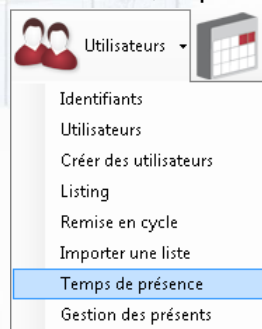 Utilisateurs
Identifiants
Utilisateurs
Créer des utilisateurs
Listing
Remise en cycle
Importer une liste
Temps de présence
Gestion des présents